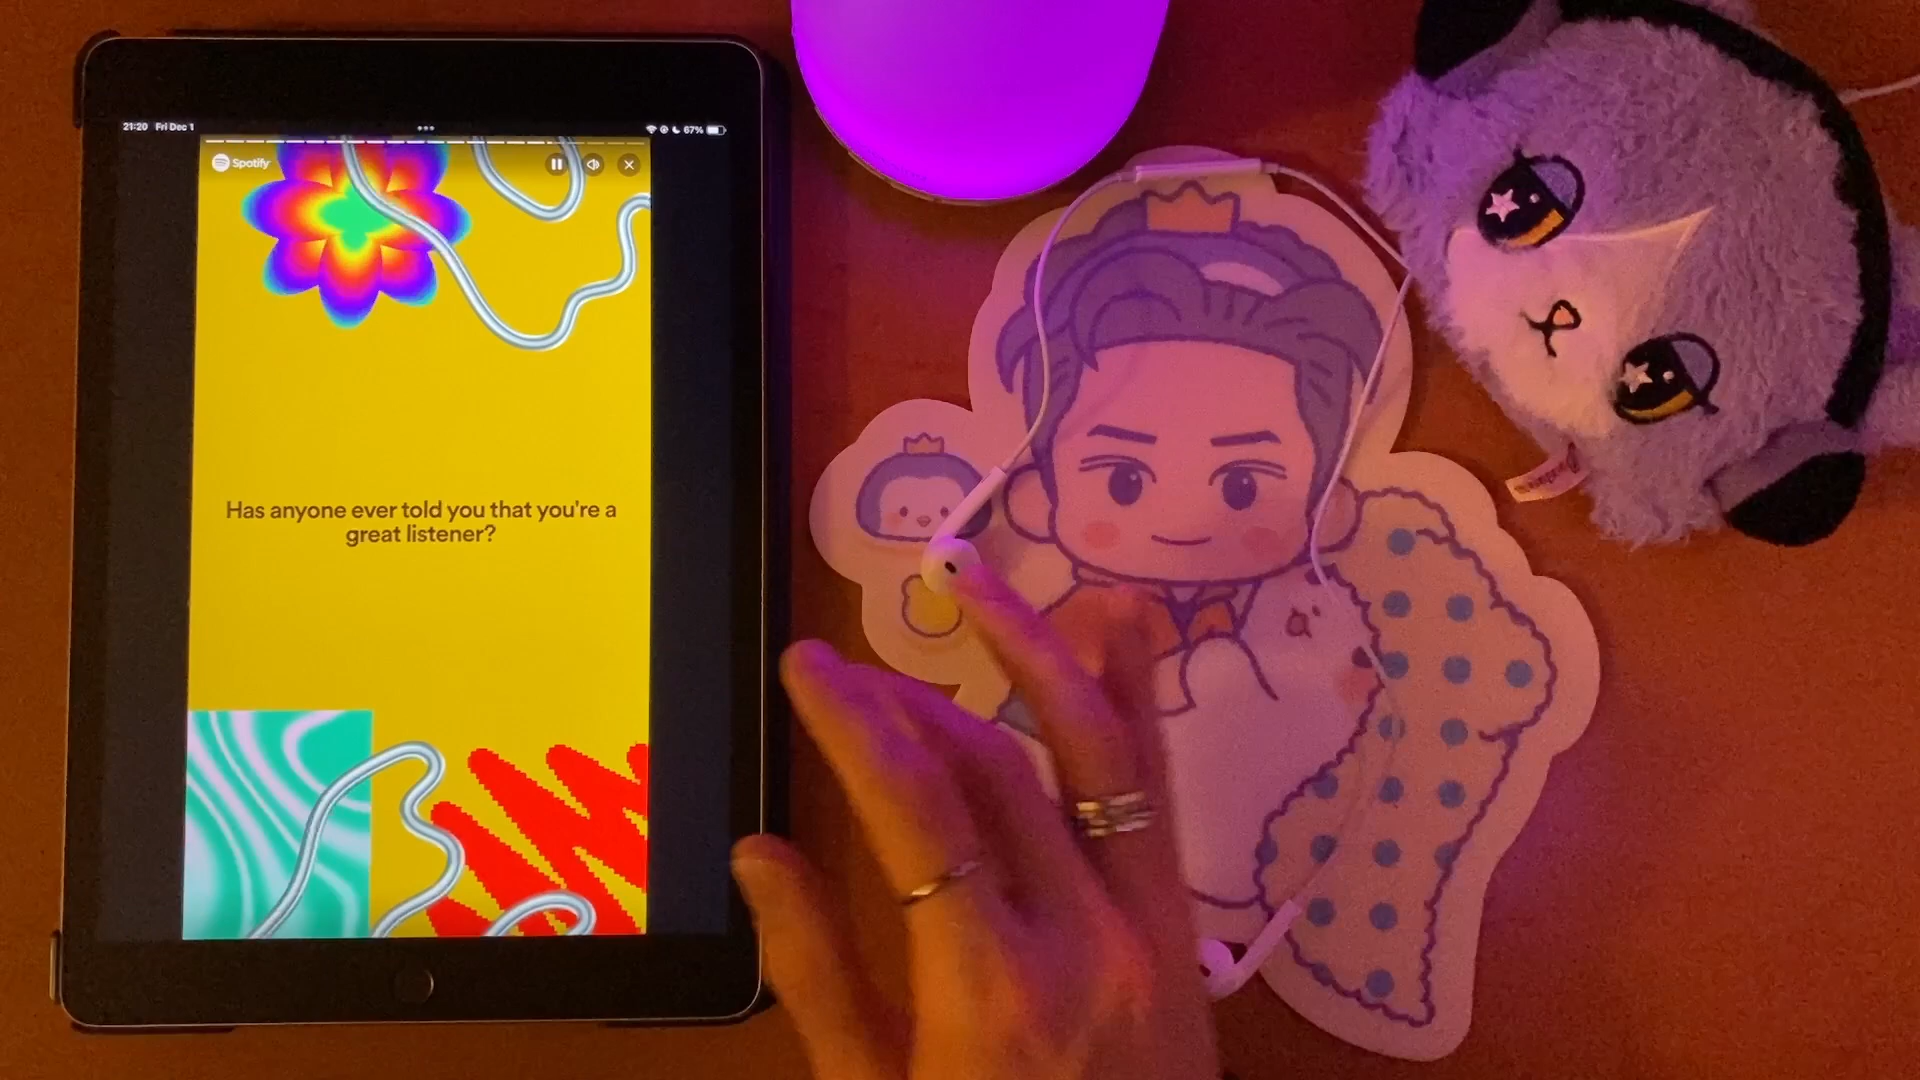 21:20 Fri Dec 1
67%
Spotify
Has anyone ever told you that you're a
great listener?